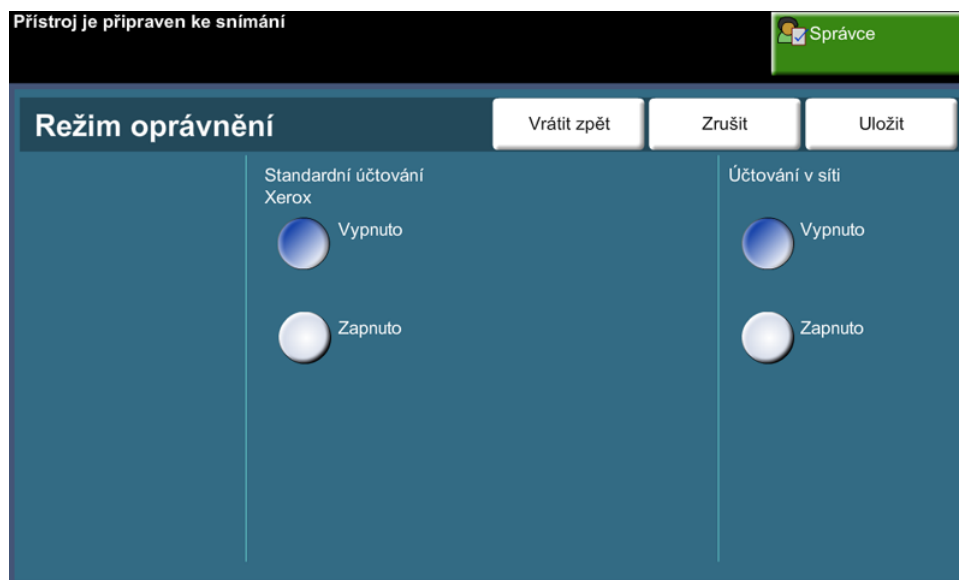 Přístroj je připraven ke snímání
Správce
Režim oprávnění
Vrátit zpět
Zrušit
Uložit
Standardní účtování
Xerox
Vypnuto
Zapnuto
Účtování v síti
Vypnuto
Zapnuto